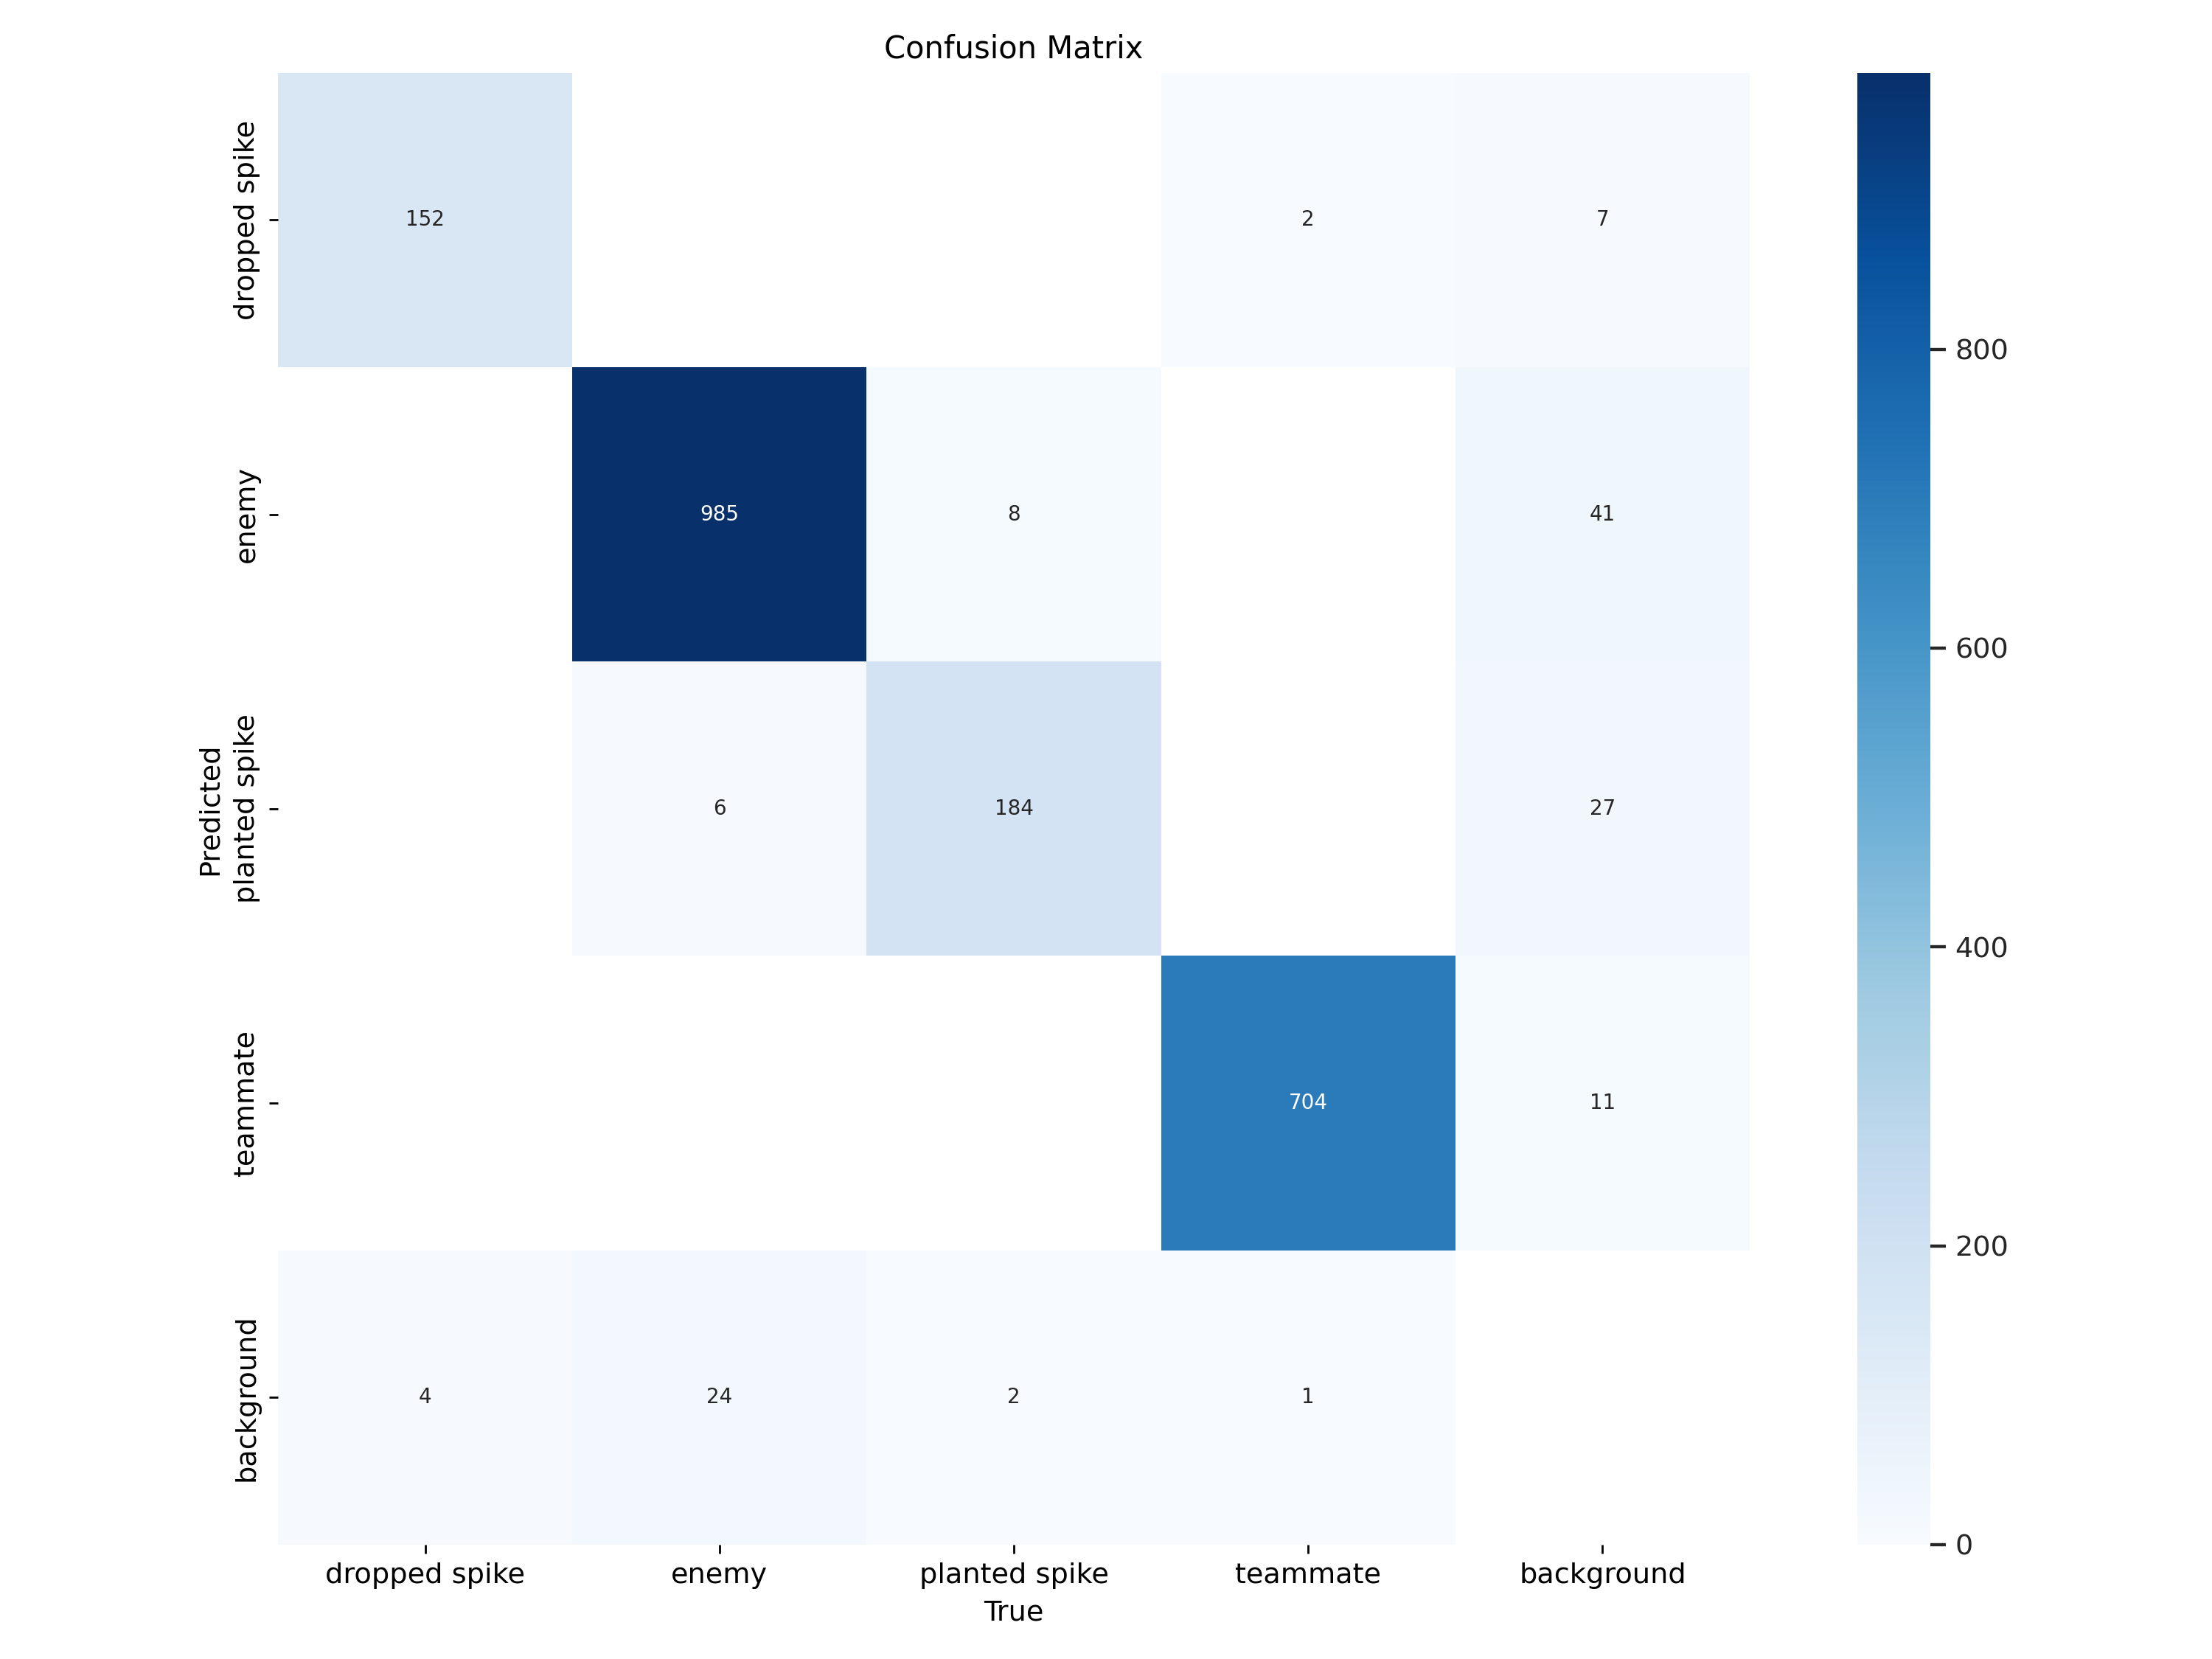 Confusion Matrix
dropped spike
152
2
7
800
enemy
985
8
41
600
Predicted
planted spike
6
184
27
400
teammate
704
11
200
background
4
24
2
1
0
dropped spike
enemy
planted spike
teammate
background
True